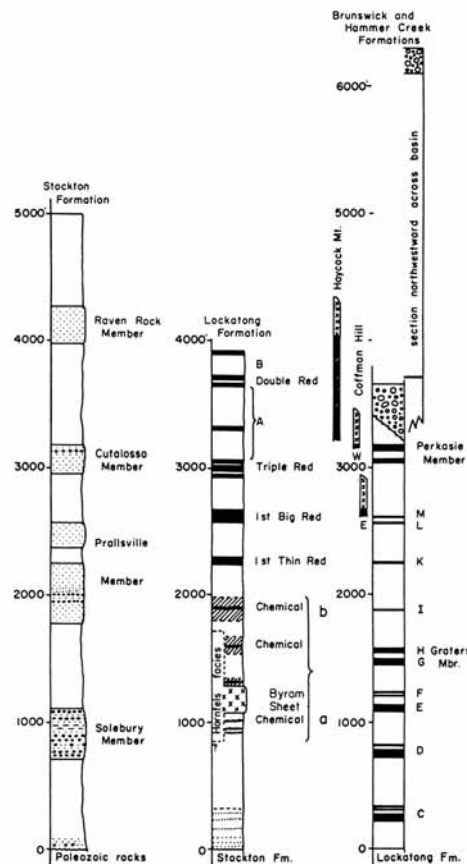 Brunswick and
Hammer Creek
Formations
6000'
section northwestward across basin
Stockton
Formation
5000'
5000
Haycock Mt.
Raven Rock
Member
4000
Lockatong
Formation
4000
4000
Coffman Hill
B
Double Red
A
Cutalossa
Member
3000
3000
Triple Red
W
3000
Perkasie
Member
E
M
L
1st Big Red
Prallsville
Member
1st Thin Red
K
2000
2000
2000
Chemical
b
I
Chemical
Hornfels facies
?
H Graters
G Mbr.
Byram
Sheet
F
E
1000
Solebury
Member
1000
Chemical
a
1000
D
C
0
0
0
Paleozoic rocks
Stockton Fm.
Lockatong Fm.